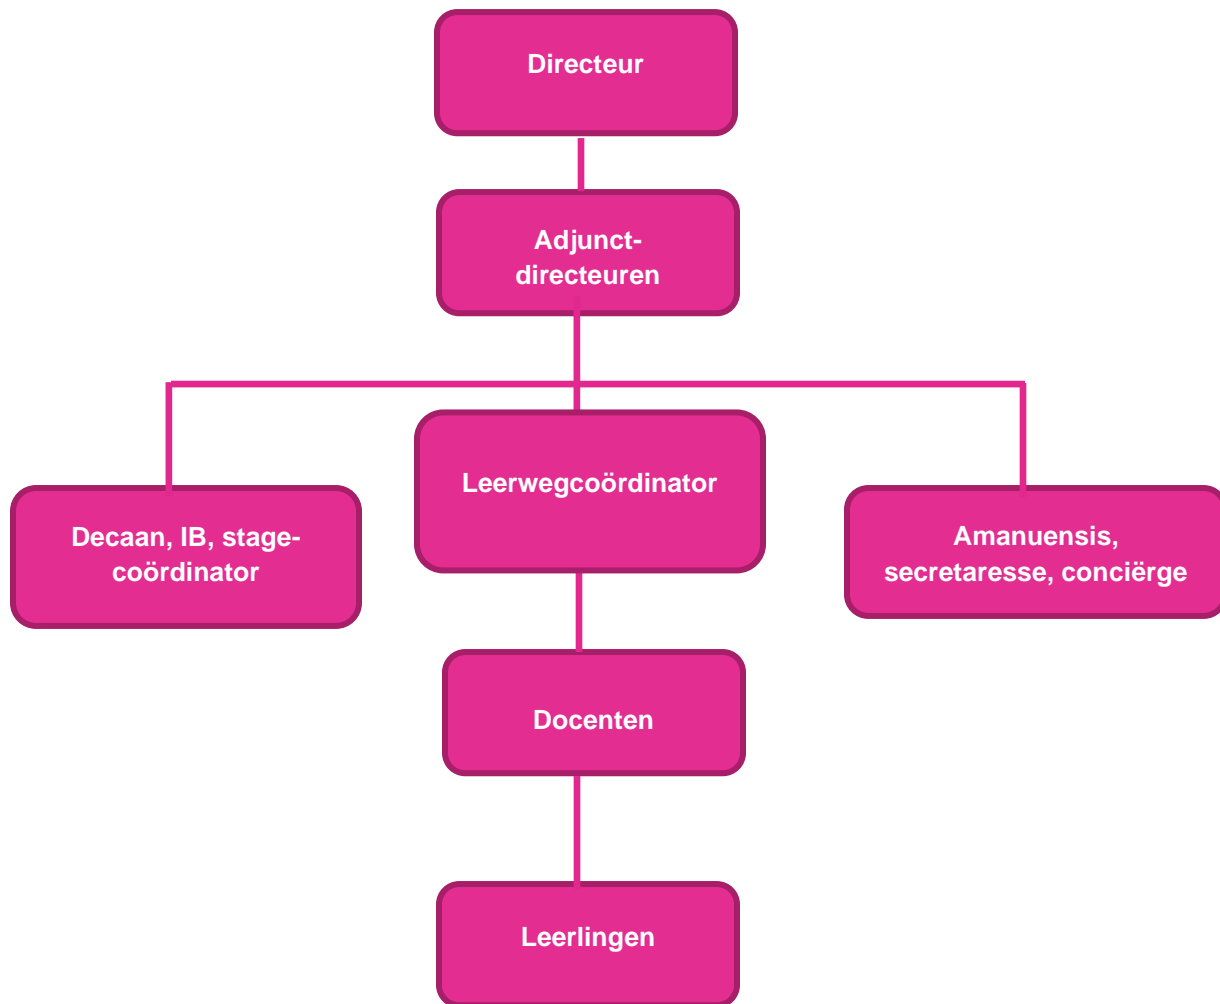 Directeur
Adjunct-
directeuren
Leerwegcoördinator
Decaan, IB, stage-
coördinator
Amanuensis,
secretaresse, conciërge
Docenten
Leerlingen